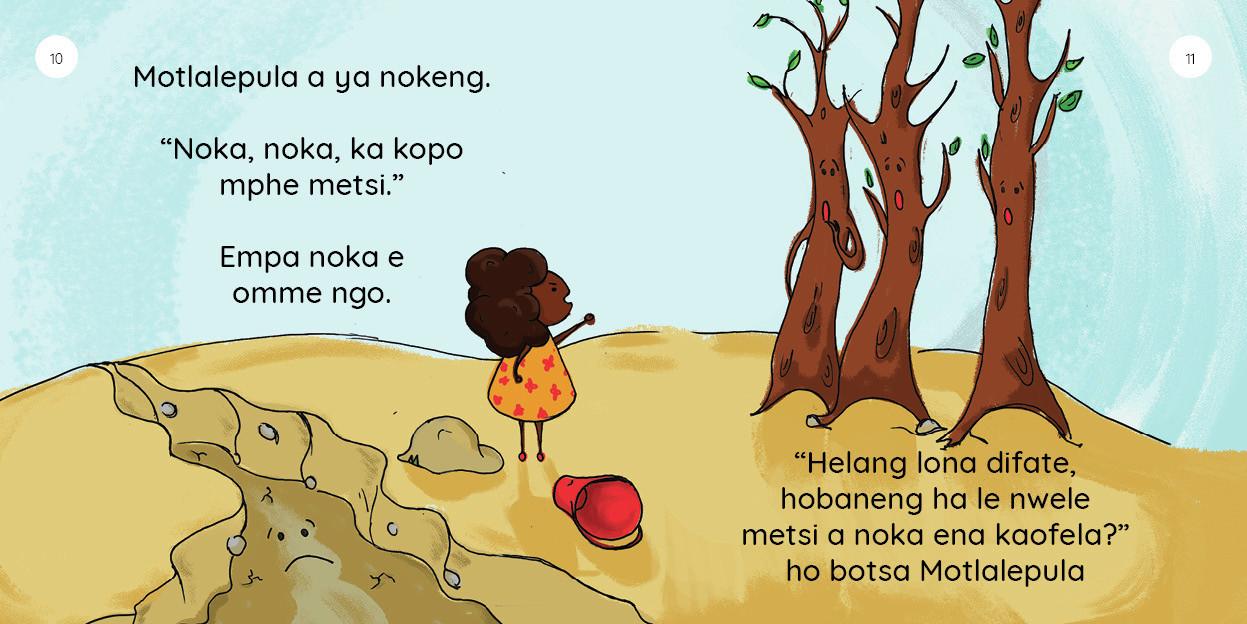 10
Motlalepula a ya nokeng.
“Noka, noka, ka kopo
mphe metsi.”
Empa noka e
omme ngo.
11
“Helang lona difate,
hobaneng ha le nwele
metsi a noka ena kaofela?”
ho botsa Motlalepula